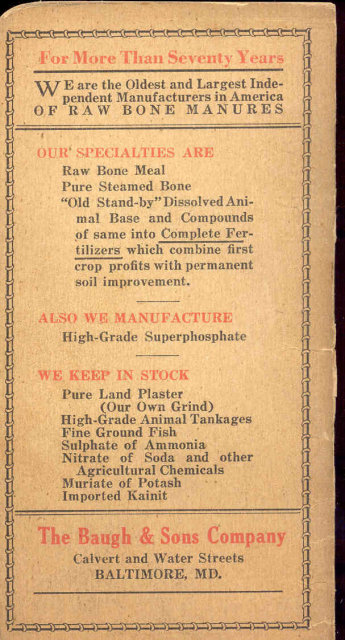 For More Than Seventy Years
WE are the Oldest and Largest Inde-
pendent Manufacturers in America
OF RAW BONE MANURES
OUR SPECIALTIES ARE
Raw Bone Meal
Pure Steamed Bone
“Old Stand-by” Dissolved Ani-
mal Base and Compounds
of same into Complete Fer-
tilizers which combine first
crop profits with permanent
soil improvement.
ALSO WE MANUFACTURE
High-Grade Superphosphate
WE KEEP IN STOCK
Pure Land Plaster
(Our Own Grind)
High-Grade Animal Tankages
Fine Ground Fish
Sulphate of Ammonia
Nitrate of Soda and other
Agricultural Chemicals
Muriate of Potash
Imported Kainit
The Baugh & Sons Company
Calvert and Water Streets
BALTIMORE, MD.